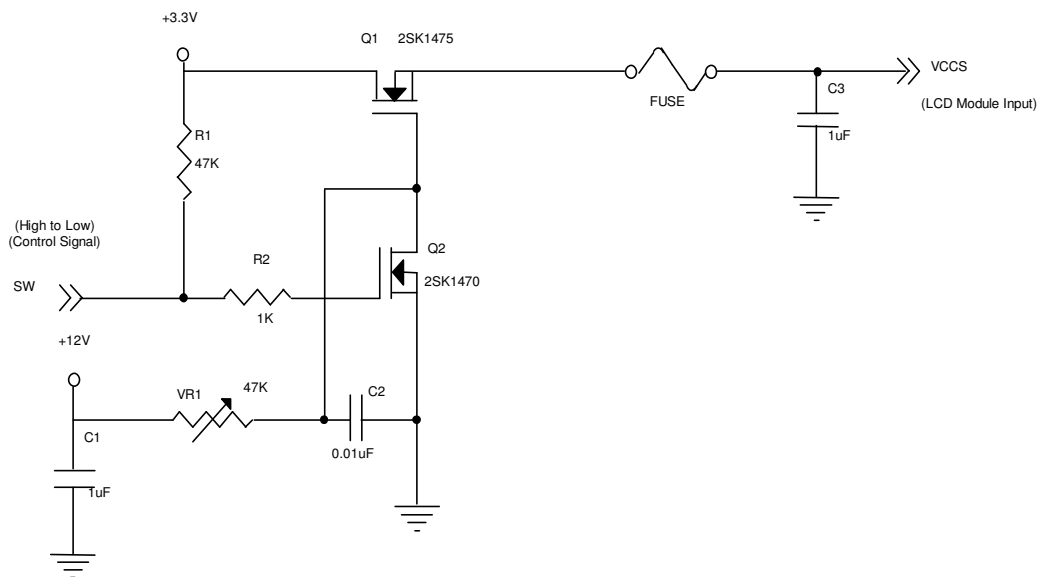 +3.3V
Q1 2SK1475
VCCS
FUSE
C3
(LCD Module Input)
R1
1uF
47K
(High to Low)
(Control Signal)
Q2
R2
SW
2SK1470
1K
+12V
VR1
47K
C2
C1
0.01uF
1uF